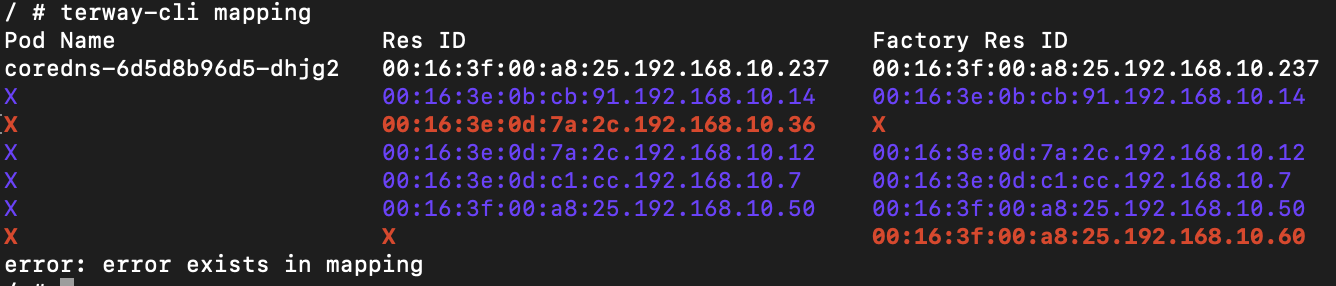 / # terway-cli mapping
Pod Name Res ID Factory Res ID
coredns-6d5d8b96d5-dhjg2 00:16:3f:00:a8:25.192.168.10.237 00:16:3f:00:a8:25.192.168.10.237
X 00:16:3e:0b:cb:91.192.168.10.14 00:16:3e:0b:cb:91.192.168.10.14
X 00:16:3e:0d:7a:2c.192.168.10.36 X
X 00:16:3e:0d:7a:2c.192.168.10.12 00:16:3e:0d:7a:2c.192.168.10.12
X 00:16:3e:0d:c1:cc.192.168.10.7 00:16:3e:0d:c1:cc.192.168.10.7
X 00:16:3f:00:a8:25.192.168.10.50 00:16:3f:00:a8:25.192.168.10.50
X X 00:16:3f:00:a8:25.192.168.10.60
error: error exists in mapping
/ #